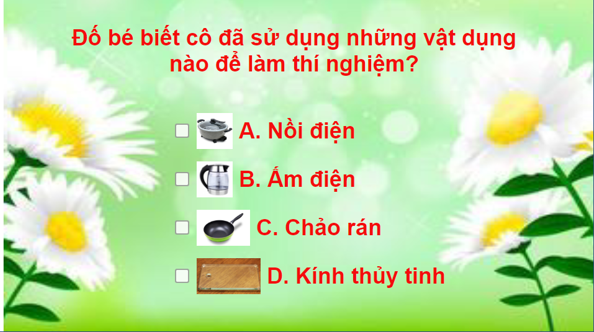 Đố bé biết cô đã sử dụng những vật dụng
nào để làm thí nghiệm?
A. Nồi điện
B. Ấm điện
C. Chảo rán
D. Kính thủy tinh